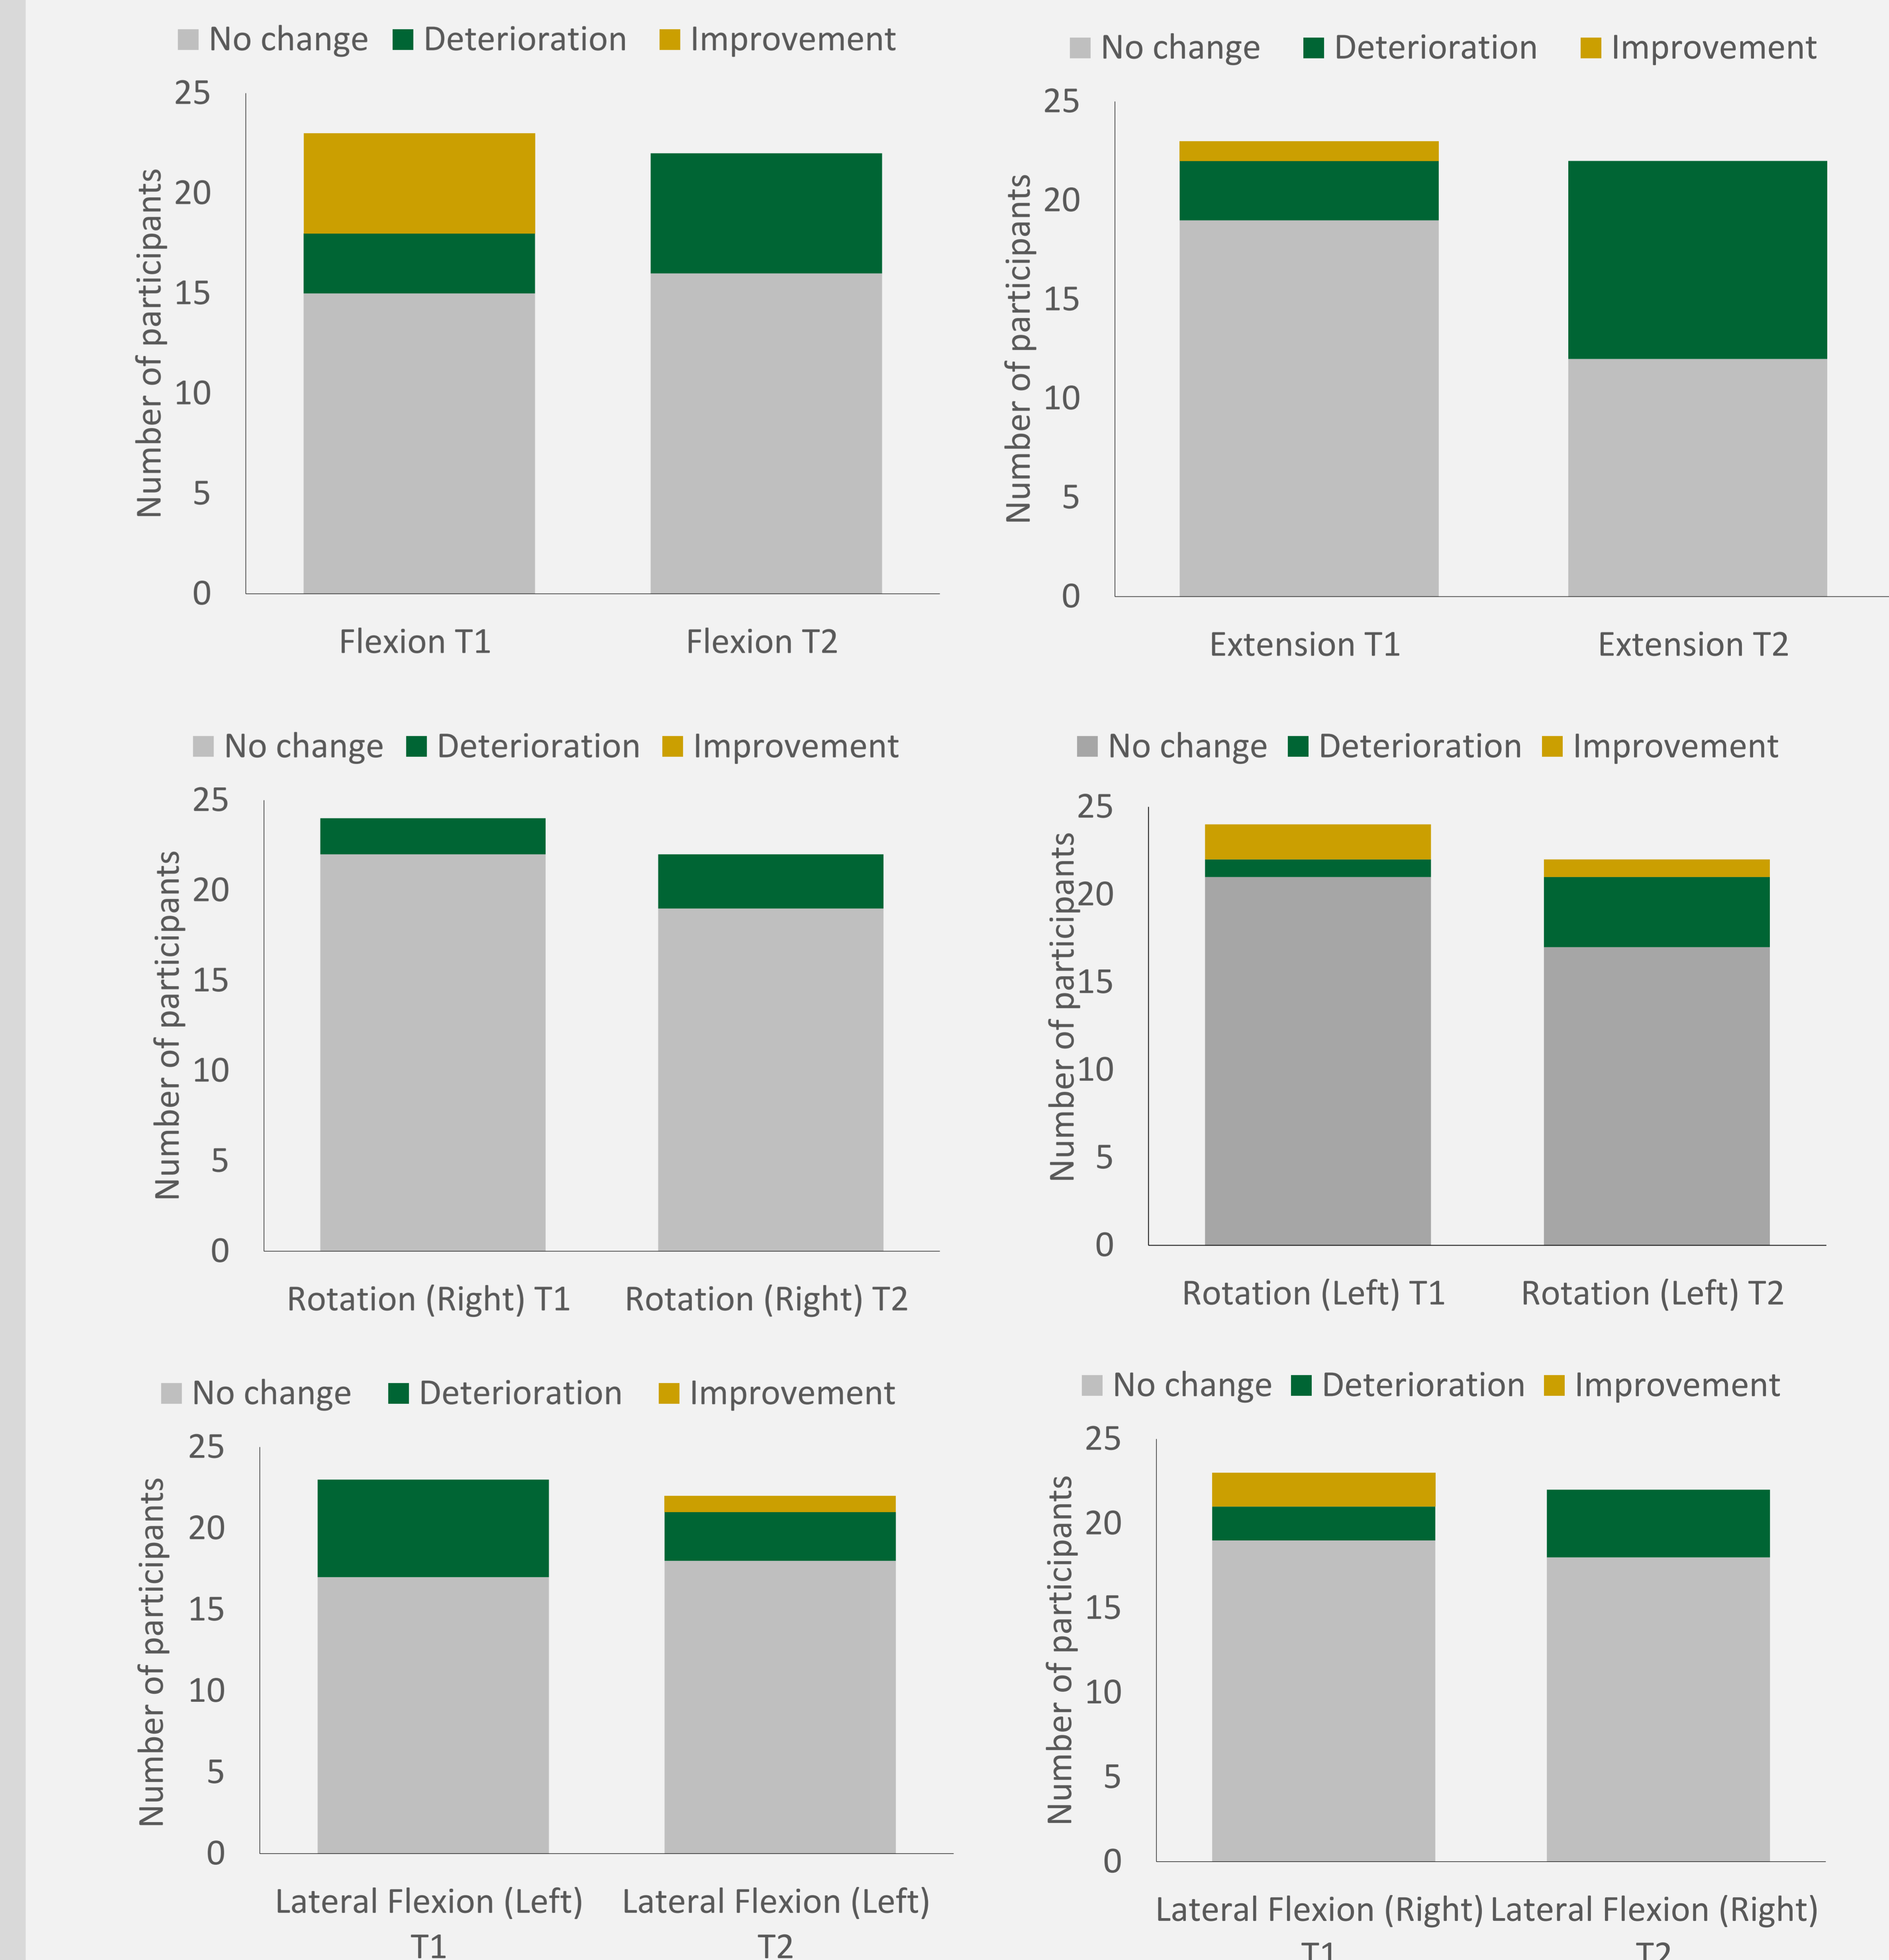 No change Deterioration Improvement
25
20
15
10
5
0
Number of participants
Flexion T1 Flexion T2
No change Deterioration Improvement
25
20
15
10
5
0
Number of participants
Extension T1 Extension T2
No change Deterioration Improvement
25
20
15
10
5
0
Number of participants
Rotation (Right) T1 Rotation (Right) T2
No change Deterioration Improvement
25
20
15
10
5
0
Number of participants
Rotation (Left) T1 Rotation (Left) T2
No change Deterioration Improvement
25
20
15
10
5
0
Number of participants
Lateral Flexion (Left) Lateral Flexion (Left)
T1 T2
No change Deterioration Improvement
25
20
15
10
5
0
Number of participants
Lateral Flexion (Right) Lateral Flexion (Right)
T1 T2